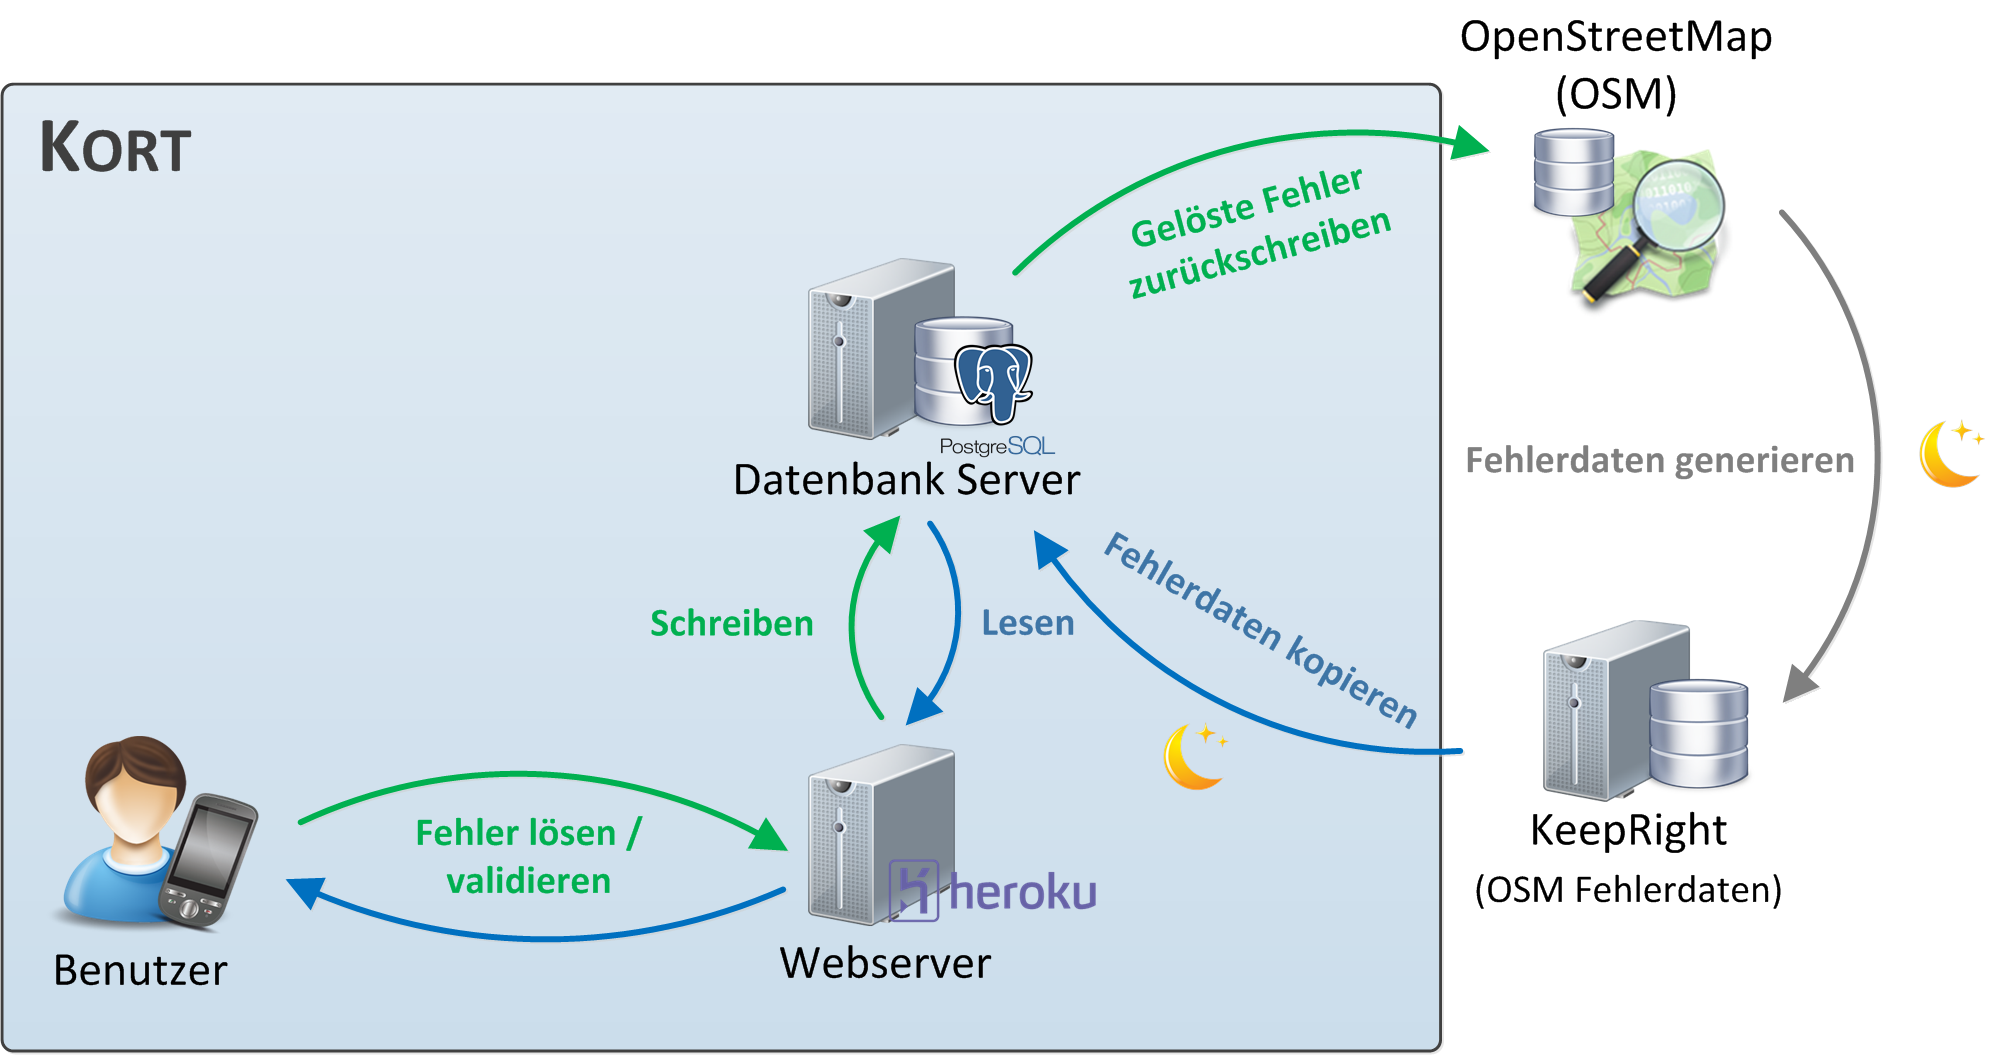 OpenStreetMap
(OSM)
KORT
Gelöste Fehler
zurückschreiben
PostgreSQL
Datenbank Server
Fehlerdaten generieren
Schreiben
Lesen
Fehlerdaten kopieren
Fehler lösen /
validieren
heroku
KeepRight
(OSM Fehlerdaten)
Webserver
Benutzer